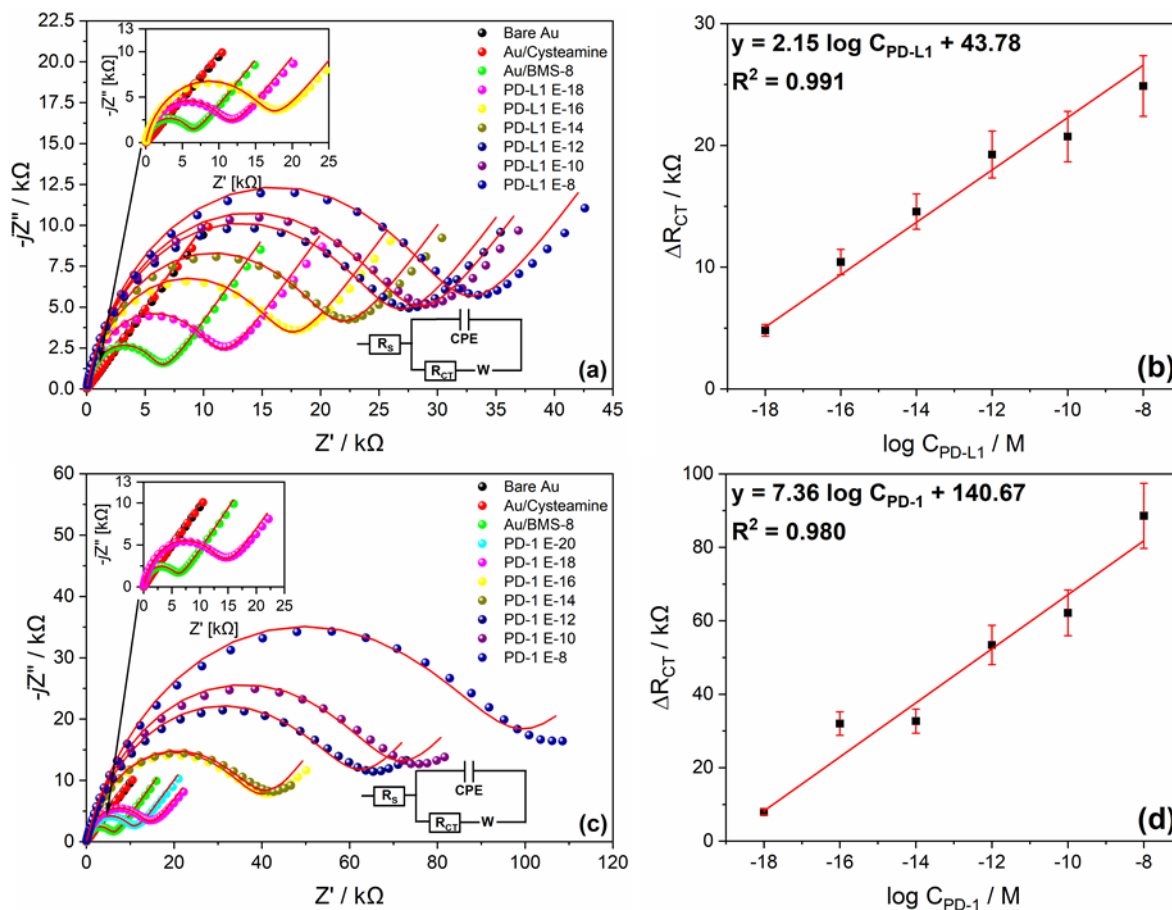 22.5
20.0
17.5
15.0
12.5
10.0
7.5
5.0
2.5
0.0
-jZ'' / kΩ
0 5 10 15 20 25 30 35 40 45
Z' / kΩ
13
10
5
0
-jZ'' [kΩ]
0 5 10 15 20 25
Z' [kΩ]
Bare Au
Au/Cysteamine
Au/BMS-8
PD-L1 E-18
PD-L1 E-16
PD-L1 E-14
PD-L1 E-12
PD-L1 E-10
PD-L1 E-8
RS
CPE
RCT
W
(a)
y = 2.15 log CPD-L1 + 43.78
R2 = 0.991
30
20
10
0
ΔRCT / kΩ
-18 -16 -14 -12 -10 -8
log CPD-L1 / M
(b)
60
50
40
30
20
10
0
-jZ'' / kΩ
0 20 40 60 80 100 120
Z' / kΩ
13
10
5
0
-jZ'' [kΩ]
0 5 10 15 20 25
Z' [kΩ]
Bare Au
Au/Cysteamine
Au/BMS-8
PD-1 E-20
PD-1 E-18
PD-1 E-16
PD-1 E-14
PD-1 E-12
PD-1 E-10
PD-1 E-8
RS
CPE
RCT
W
(c)
y = 7.36 log CPD-1 + 140.67
R2 = 0.980
100
80
60
40
20
0
ΔRCT / kΩ
-18 -16 -14 -12 -10 -8
log CPD-1 / M
(d)